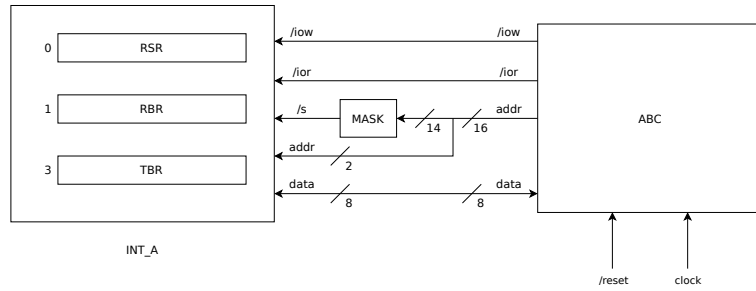 /iow /iow
0 RSR
/ior /ior
1 RBR
/s MASK 14 16 addr ABC
addr 2
3 TBR
data data
8 8
INT_A
/reset clock